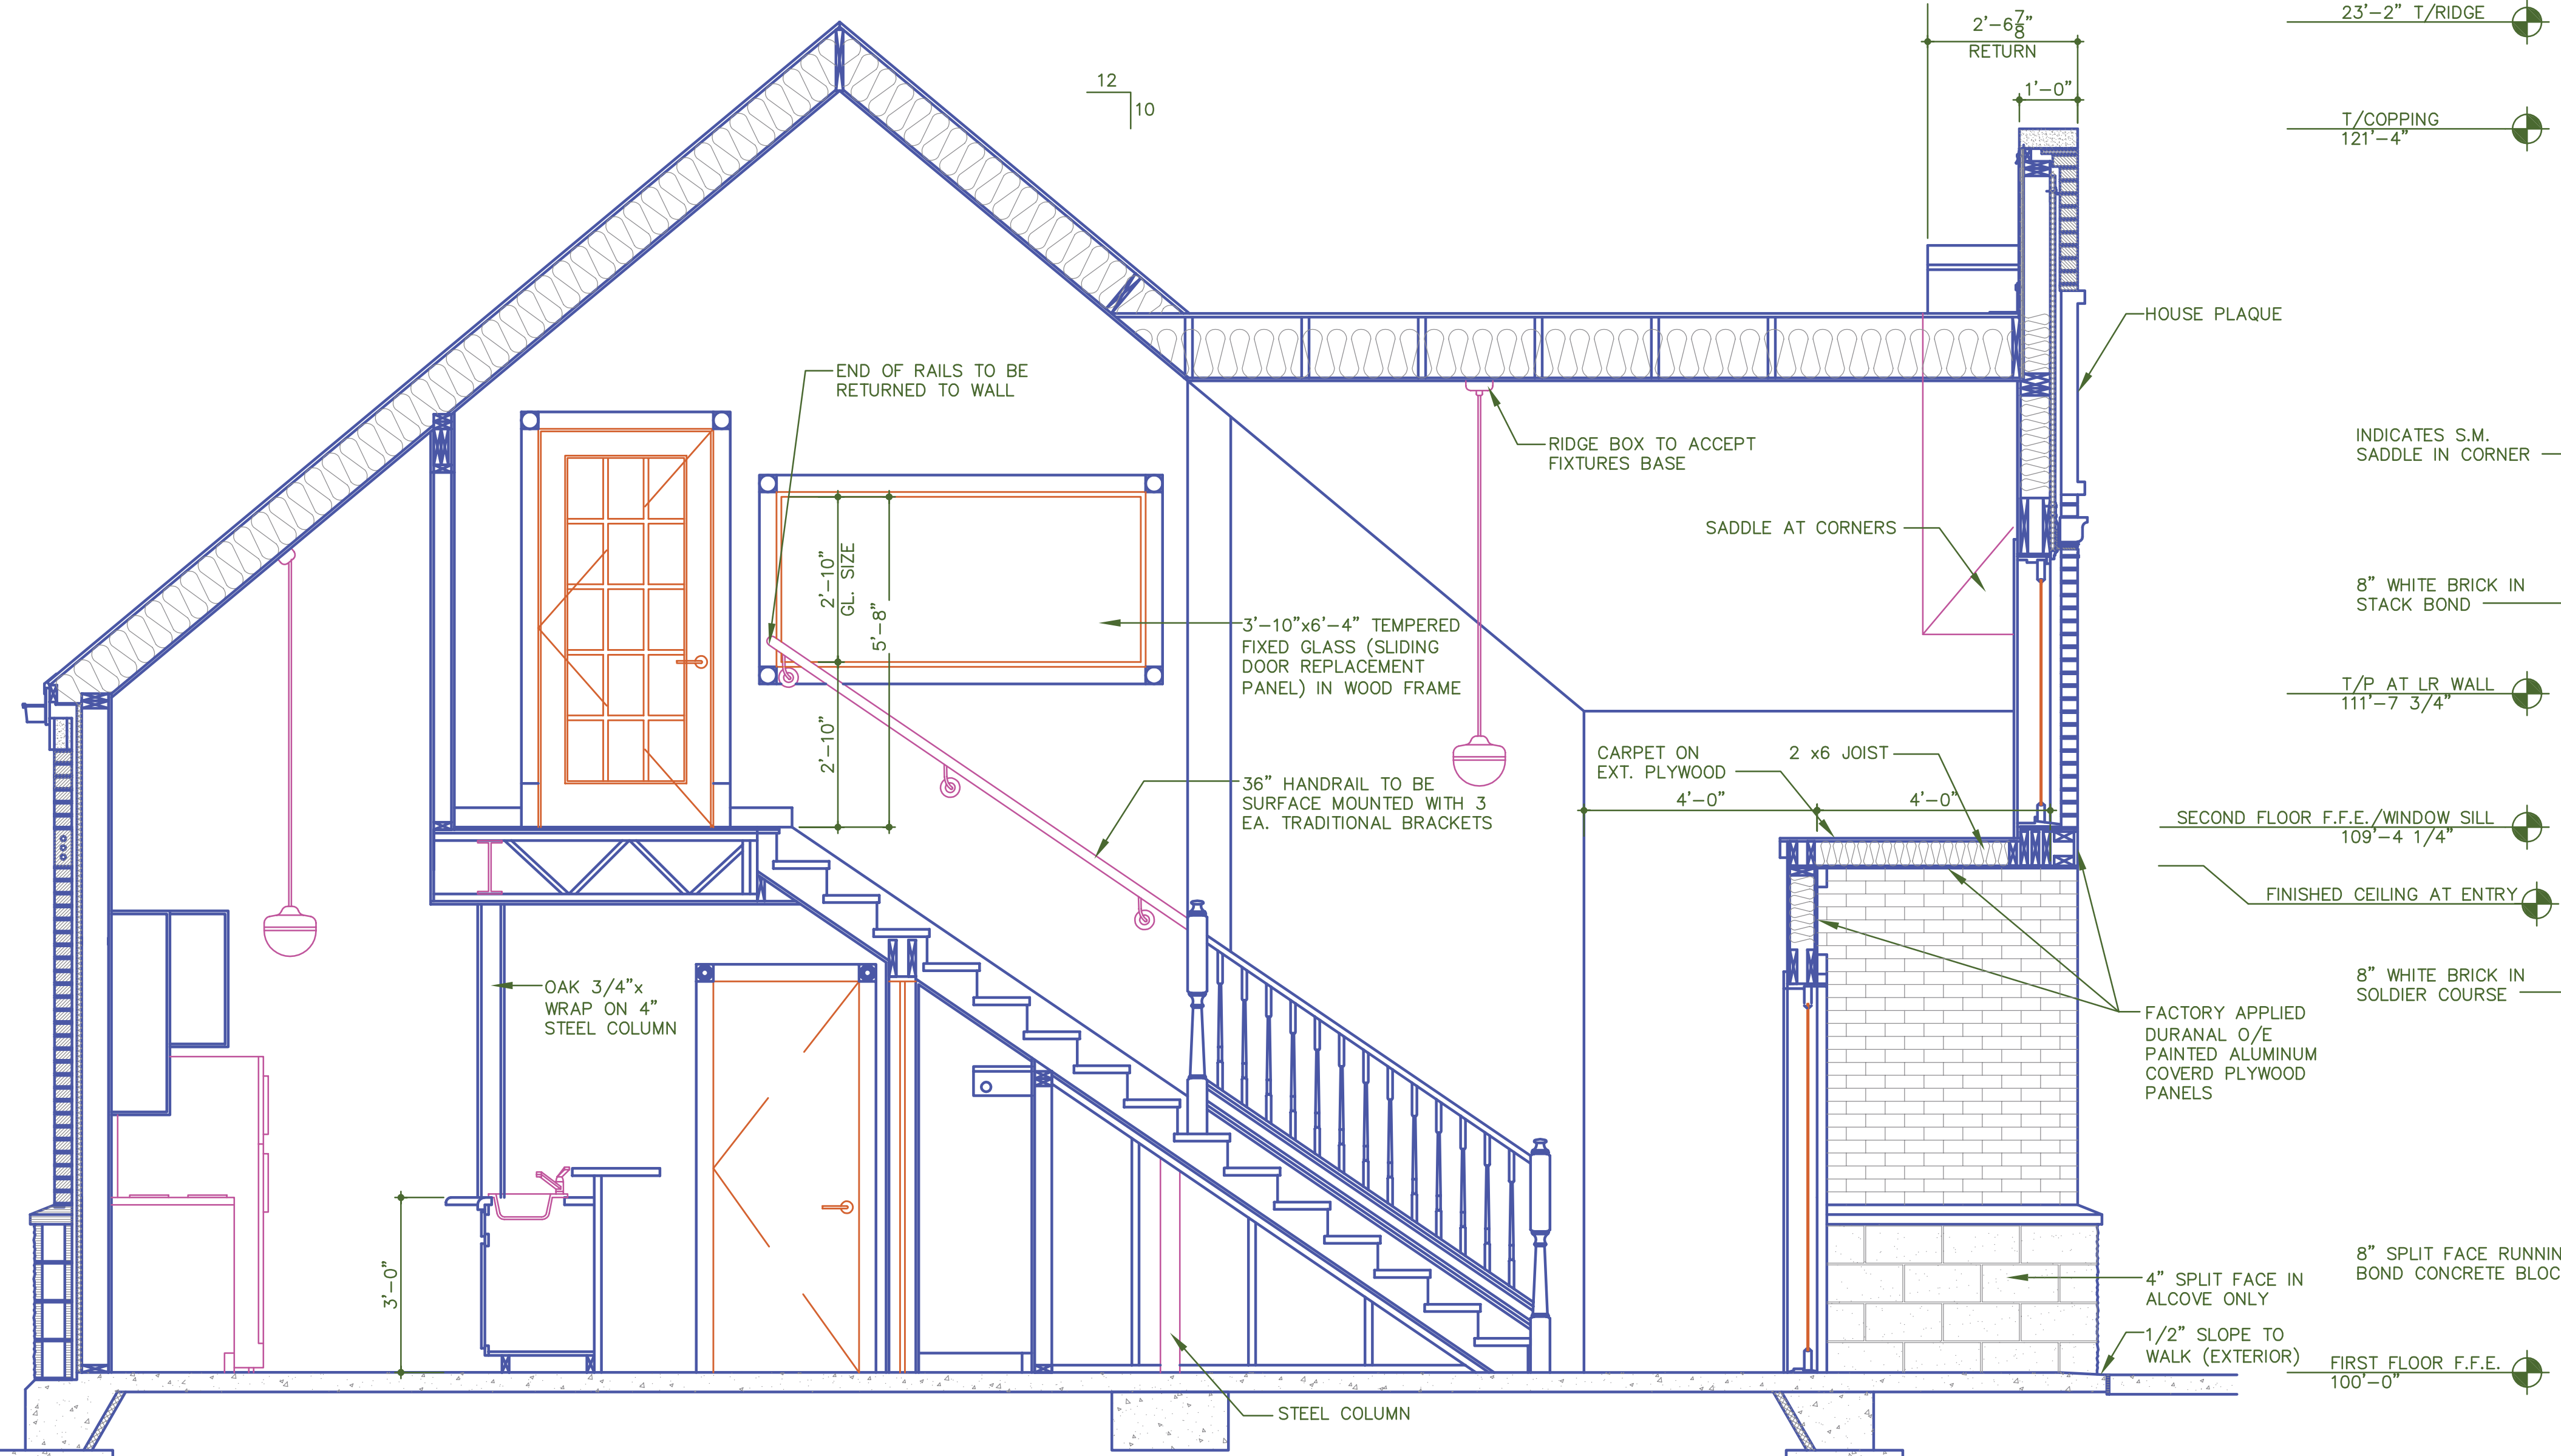 2'-6 7/8"
RETURN
1'-0"
23'-2" T/RIDGE
12
10
T/COPPING
121'-4"
HOUSE PLAQUE
END OF RAILS TO BE
RETURNED TO WALL
RIDGE BOX TO ACCEPT
FIXTURES BASE
INDICATES S.M.
SADDLE IN CORNER
SADDLE AT CORNERS
2'-10"
GL. SIZE
5'-8"
2'-10"
3'-10"x6'-4" TEMPERED
FIXED GLASS (SLIDING
DOOR REPLACEMENT
PANEL) IN WOOD FRAME
8" WHITE BRICK IN
STACK BOND
T/P AT LR WALL
111'-7 3/4"
36" HANDRAIL TO BE
SURFACE MOUNTED WITH 3
EA. TRADITIONAL BRACKETS
CARPET ON
EXT. PLYWOOD
2 x6 JOIST
4'-0"
4'-0"
SECOND FLOOR F.F.E./WINDOW SILL
109'-4 1/4"
FINISHED CEILING AT ENTRY
OAK 3/4"x
WRAP ON 4"
STEEL COLUMN
8" WHITE BRICK IN
SOLDIER COURSE
FACTORY APPLIED
DURANAL O/E
PAINTED ALUMINUM
COVERD PLYWOOD
PANELS
3'-0"
8" SPLIT FACE RUNNIN
BOND CONCRETE BLOC
4" SPLIT FACE IN
ALCOVE ONLY
1/2" SLOPE TO
WALK (EXTERIOR)
FIRST FLOOR F.F.E.
100'-0"
STEEL COLUMN